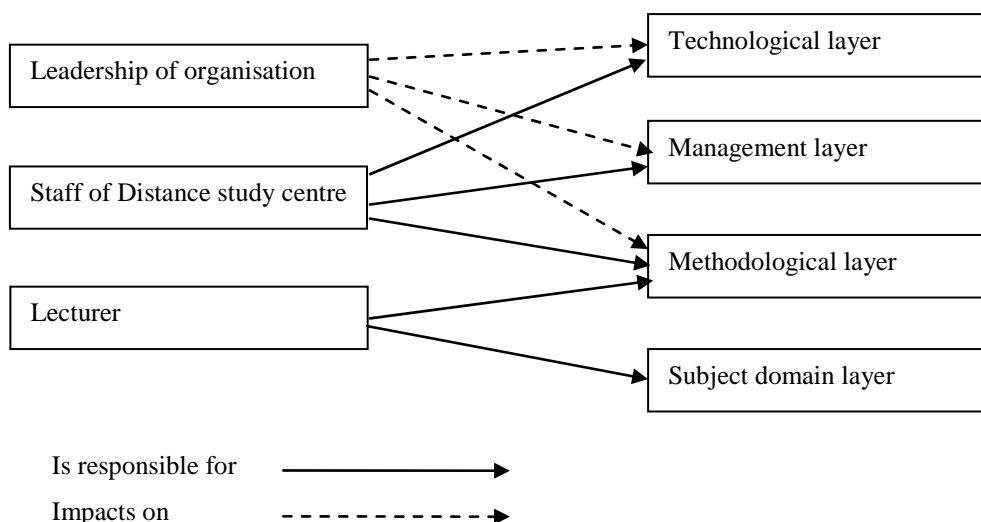 Leadership of organisation
Staff of Distance study centre
Lecturer
Technological layer
Management layer
Methodological layer
Subject domain layer
Is responsible for
Impacts on